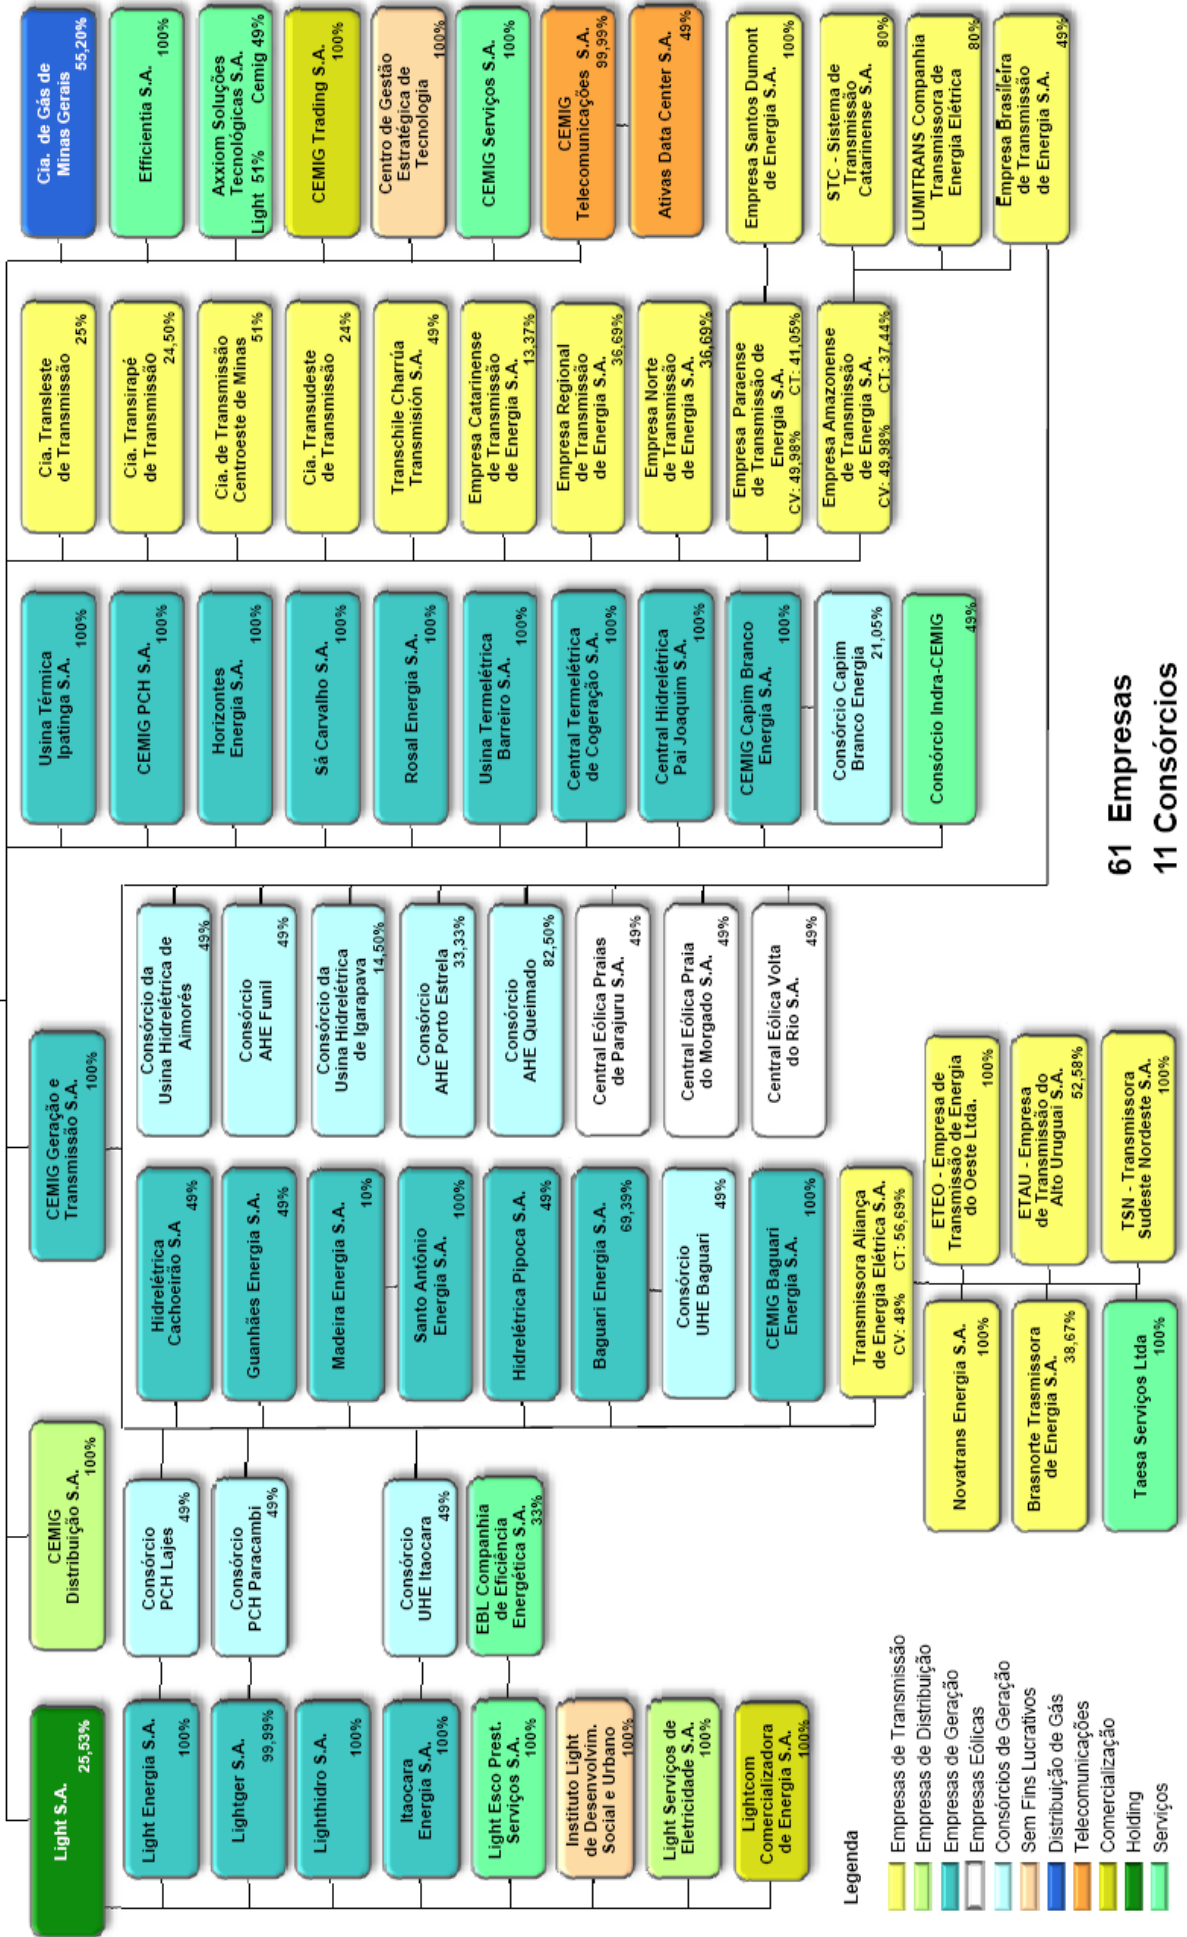 Light S.A.
25,53%
CEMIG
Distribuição S.A.
100%
CEMIG Geração e
Transmissão S.A.
100%
Light Energia S.A.
100%
Lightger S.A.
99,99%
Lighthidro S.A.
100%
Itaocara
Energia S.A.
100%
Light Esco Prest.
Serviços S.A.
100%
Instituto Light
de Desenvolvim.
Social e Urbano
100%
Light Serviços de
Eletricidade S.A.
100%
Lightcom
Comercializadora
de Energia S.A.
100%
Consórcio
PCH Lajes
49%
Consórcio
PCH Paracambi
49%
Consórcio
UHE Itaocara
49%
EBL Companhia
de Eficiência
Energética S.A.
33%
Hidrelétrica
Cachoeirão S.A
49%
Guanhães Energia S.A.
49%
Madeira Energia S.A.
10%
Santo Antônio
Energia S.A.
100%
Hidrelétrica Pipoca S.A.
49%
Baguari Energia S.A.
69,39%
Consórcio
UHE Baguari
49%
CEMIG Baguari
Energia S.A.
100%
Transmissora Aliança
de Energia Elétrica S.A.
CV: 48% CT: 56,69%
Novatrans Energia S.A.
100%
Brasnorte Trasmissora
de Energia S.A.
38,67%
Taesa Serviços Ltda
100%
ETEO - Empresa de
Transmissão de Energia
do Oeste Ltda.
100%
ETAU - Empresa
de Transmissão do
Alto Uruguai S.A.
52,58%
TSN - Transmissora
Sudeste Nordeste S.A.
100%
Consórcio da
Usina Hidrelétrica de
Aimorés
49%
Consórcio
AHE Funil
49%
Consórcio da
Usina Hidrelétrica
de Igarapava
14,50%
Consórcio
AHE Porto Estrela
33,33%
Consórcio
AHE Queimado
82,50%
Central Eólica Praias
de Parajuru S.A.
49%
Central Eólica Praia
do Morgado S.A.
49%
Central Eólica Volta
do Rio S.A.
49%
Usina Térmica
Ipatinga S.A.
100%
CEMIG PCH S.A.
100%
Horizontes
Energia S.A.
100%
Sá Carvalho S.A.
100%
Rosal Energia S.A.
100%
Usina Termelétrica
Barreiro S.A.
100%
Central Termelétrica
de Cogeração S.A.
100%
Central Hidrelétrica
Pai Joaquim S.A.
100%
CEMIG Capim Branco
Energia S.A.
100%
Consórcio Capim
Branco Energia
21,05%
Consórcio Indra-CEMIG
49%
Cia. Transleste
de Transmissão
25%
Cia. Transirapé
de Transmissão
24,50%
Cia. de Transmissão
Centroeste de Minas
51%
Cia. Transudeste
de Transmissão
24%
Transchile Charrúa
Transmisión S.A.
49%
Empresa Catarinense
de Transmissão
de Energia S.A.
13,37%
Empresa Regional
de Transmissão
de Energia S.A.
36,69%
Empresa Norte
de Transmissão
de Energia S.A.
36,69%
Empresa Paraense
de Transmissão de
Energia S.A.
CV: 49,98% CT: 41,05%
Empresa Amazonense
de Transmissão
de Energia S.A.
CV: 49,98% CT: 37,44%
Cia. de Gás de
Minas Gerais
55,20%
Efficientia S.A.
100%
Axxiom Soluções
Tecnológicas S.A.
Light 51% Cemig 49%
CEMIG Trading S.A.
100%
Centro de Gestão
Estratégica de
Tecnologia
100%
CEMIG Serviços S.A.
100%
CEMIG
Telecomunicações S.A.
99,99%
Ativas Data Center S.A.
49%
Empresa Santos Dumont
de Energia S.A.
100%
STC - Sistema de
Transmissão
Catarinense S.A.
80%
LUMITRANS Companhia
Transmissora de
Energia Elétrica
80%
Empresa Brasileira
de Transmissão
de Energia S.A.
49%
61 Empresas
11 Consórcios
Legenda
Empresas de Transmissão
Empresas de Distribuição
Empresas de Geração
Empresas Eólicas
Consórcios de Geração
Sem Fins Lucrativos
Distribuição de Gás
Telecomunicações
Comercialização
Holding
Serviços